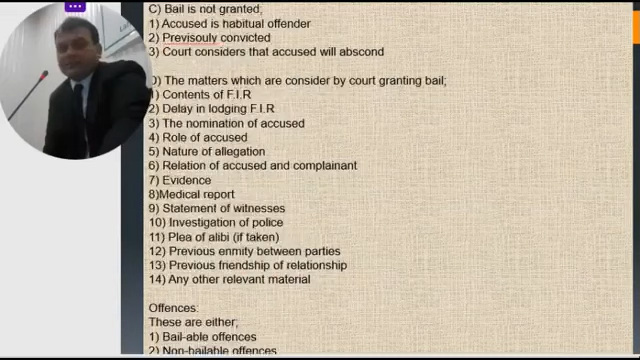 C) Bail is not granted;
1) Accused is habitual offender
2) Previsouly convicted
3) Court considers that accused will abscond
D) The matters which are consider by court granting bail;
1) Contents of F.I.R
2) Delay in lodging F.I.R
3) The nomination of accused
4) Role of accused
5) Nature of allegation
6) Relation of accused and complainant
7) Evidence
8)Medical report
9) Statement of witnesses
10) Investigation of police
11) Plea of alibi (if taken)
12) Previous enmity between parties
13) Previous friendship of relationship
14) Any other relevant material
Offences:
These are either;
1) Bail-able offences
2) Non-bailable offences